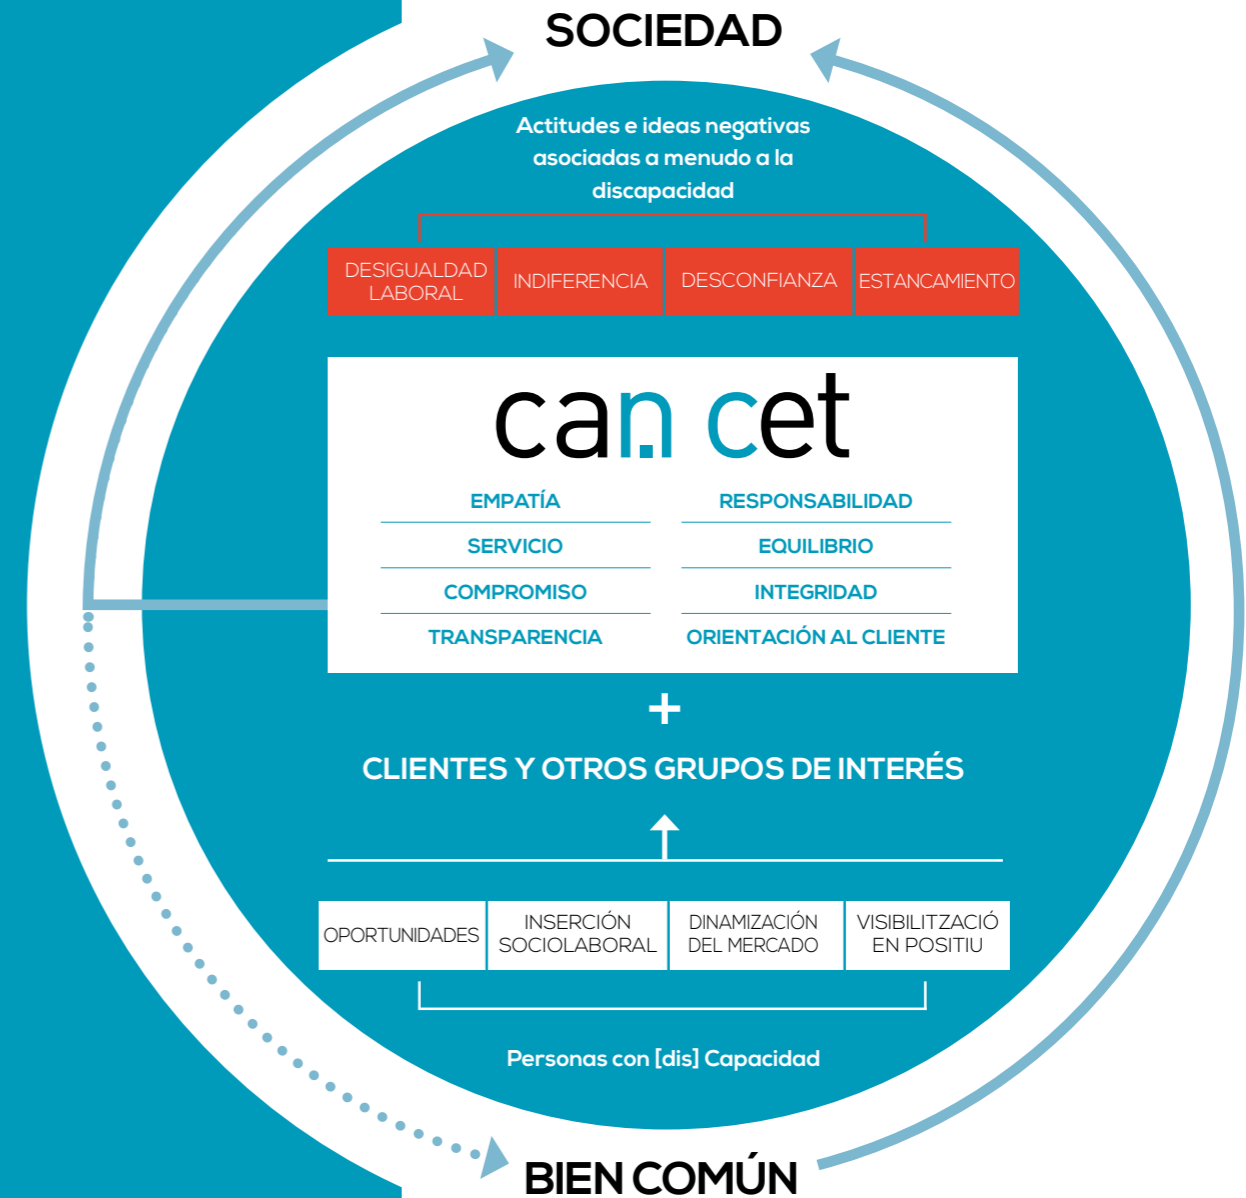 SOCIEDAD
Actitudes e ideas negativas
asociadas a menudo a la
discapacidad
DESIGUALDAD
LABORAL
INDIFERENCIA
DESCONFIANZA
ESTANCAMIENTO
can cet
EMPATÍA
RESPONSABILIDAD
SERVICIO
EQUILIBRIO
COMPROMISO
INTEGRIDAD
TRANSPARENCIA
ORIENTACIÓN AL CLIENTE
+
CLIENTES Y OTROS GRUPOS DE INTERÉS
OPORTUNIDADES
INSERCIÓN
SOCIOLABORAL
DINAMIZACIÓN
DEL MERCADO
VISIBILITZACIÓ
EN POSITIU
Personas con [dis] Capacidad
BIEN COMÚN